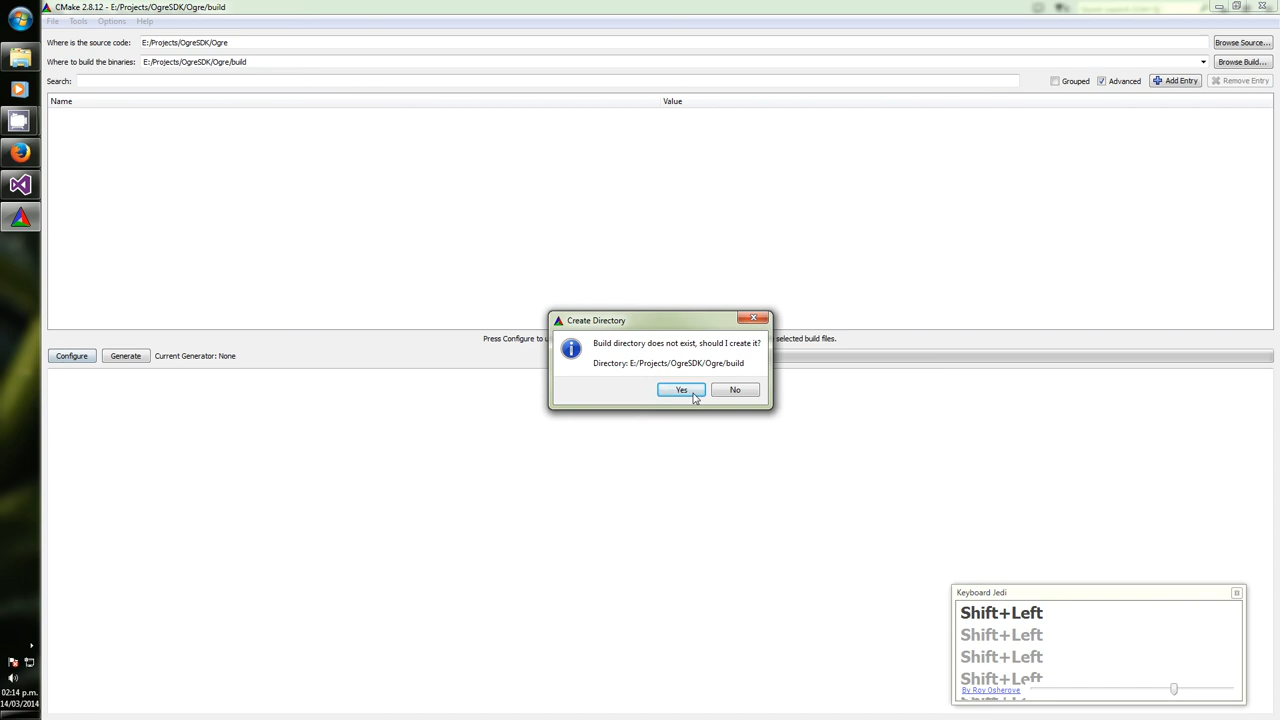 CMake 2.8.12 - E:/Projects/OgreSDK/Ogre/build
File Tools Options Help
Where is the source code: E:/Projects/OgreSDK/Ogre Browse Source...
Where to build the binaries: E:/Projects/OgreSDK/Ogre/build Browse Build...
Search: Grouped Advanced Add Entry Remove Entry
Name Value
Create Directory
Press Configure to u selected build files.
Build directory does not exist, should I create it?
Configure Generate Current Generator: None
Directory: E:/Projects/OgreSDK/Ogre/build
Yes No
Keyboard Jedi
Shift+Left
Shift+Left
Shift+Left
Shift+Left
By Roy Osherove
02:14 p.m.
14/03/2014